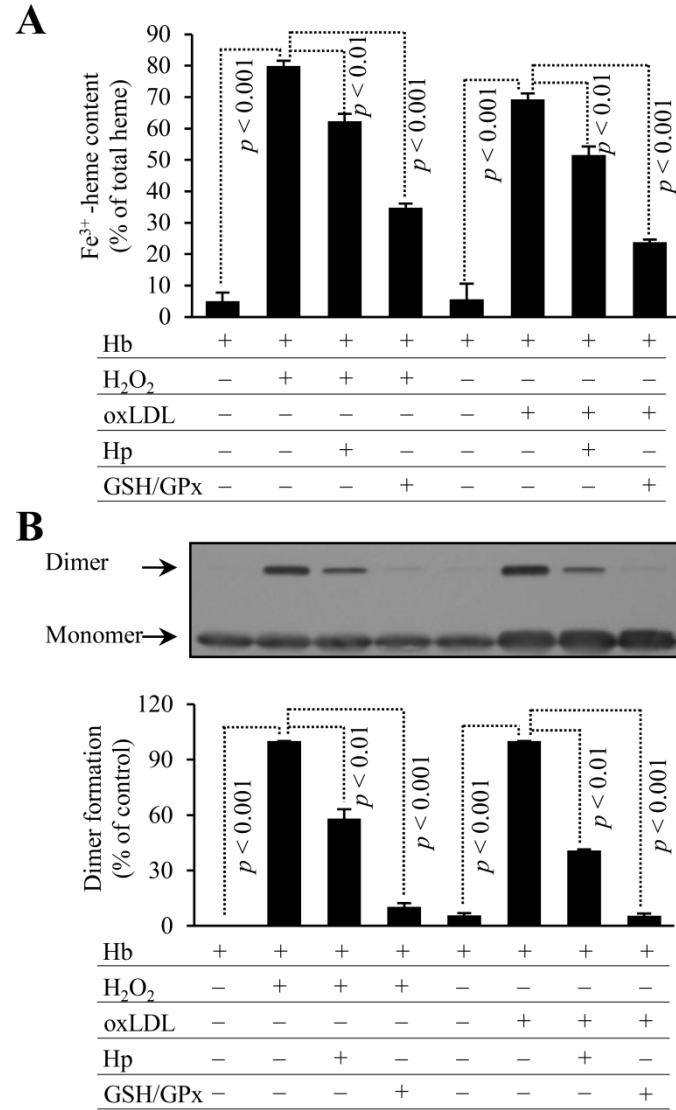 A
Fe³⁺ -heme content
(% of total heme)
90
80
70
60
50
40
30
20
10
0
p < 0.001
p < 0.01
p < 0.001
p < 0.001
p < 0.01
p < 0.001
Hb + + + + + + + +
H₂O₂ – + + + – – – –
oxLDL – – – – – + + +
Hp – – + – – – + –
GSH/GPx – – – + – – – +
B
Dimer
Monomer
Dimer formation
(% of control)
120
90
60
30
0
p < 0.001
p < 0.01
p < 0.001
p < 0.001
p < 0.01
p < 0.001
Hb + + + + + + + +
H₂O₂ – + + + – – – –
oxLDL – – – – – + + +
Hp – – + – – – + –
GSH/GPx – – – + – – – +